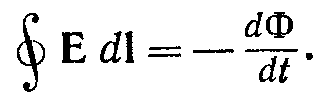 ∮ E dl = − dΦ/dt.